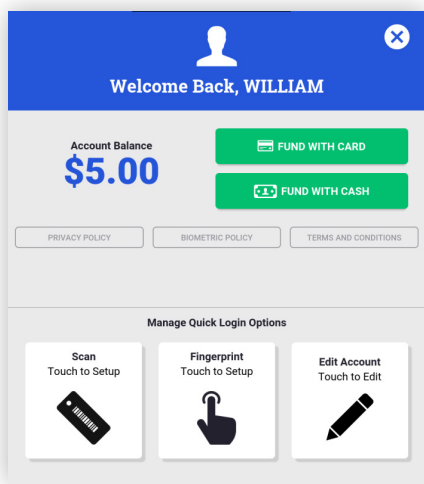 Welcome Back, WILLIAM
Account Balance
$5.00
FUND WITH CARD
FUND WITH CASH
PRIVACY POLICY
BIOMETRIC POLICY
TERMS AND CONDITIONS
Manage Quick Login Options
Scan
Touch to Setup
Fingerprint
Touch to Setup
Edit Account
Touch to Edit